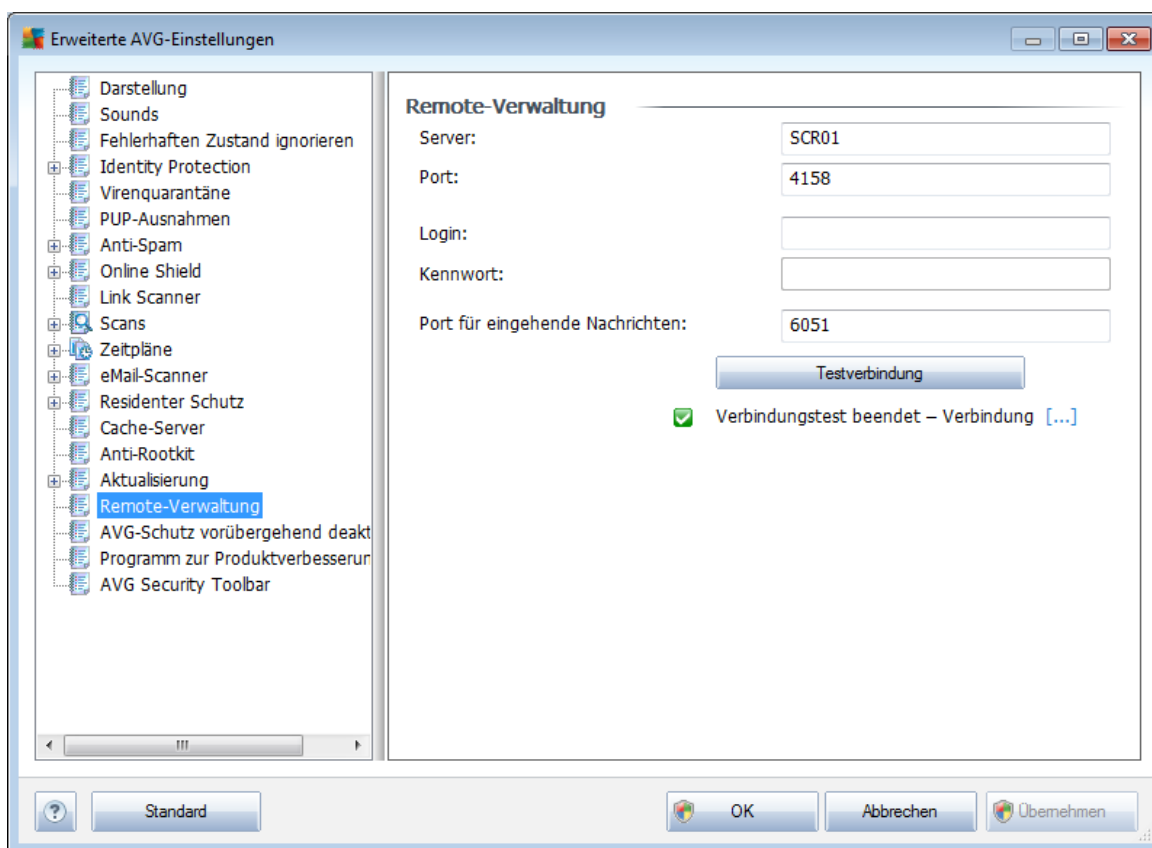 Erweiterte AVG-Einstellungen
Darstellung
Sounds
Fehlerhaften Zustand ignorieren
Identity Protection
Virenquarantäne
PUP-Ausnahmen
Anti-Spam
Online Shield
Link Scanner
Scans
Zeitpläne
eMail-Scanner
Residenter Schutz
Cache-Server
Anti-Rootkit
Aktualisierung
Remote-Verwaltung
AVG-Schutz vorübergehend deakt
Programm zur Produktverbesserun
AVG Security Toolbar
Remote-Verwaltung
Server: SCR01
Port: 4158
Login:
Kennwort:
Port für eingehende Nachrichten: 6051
Testverbindung
Verbindungstest beendet – Verbindung [...]
? Standard OK Abbrechen Übernehmen